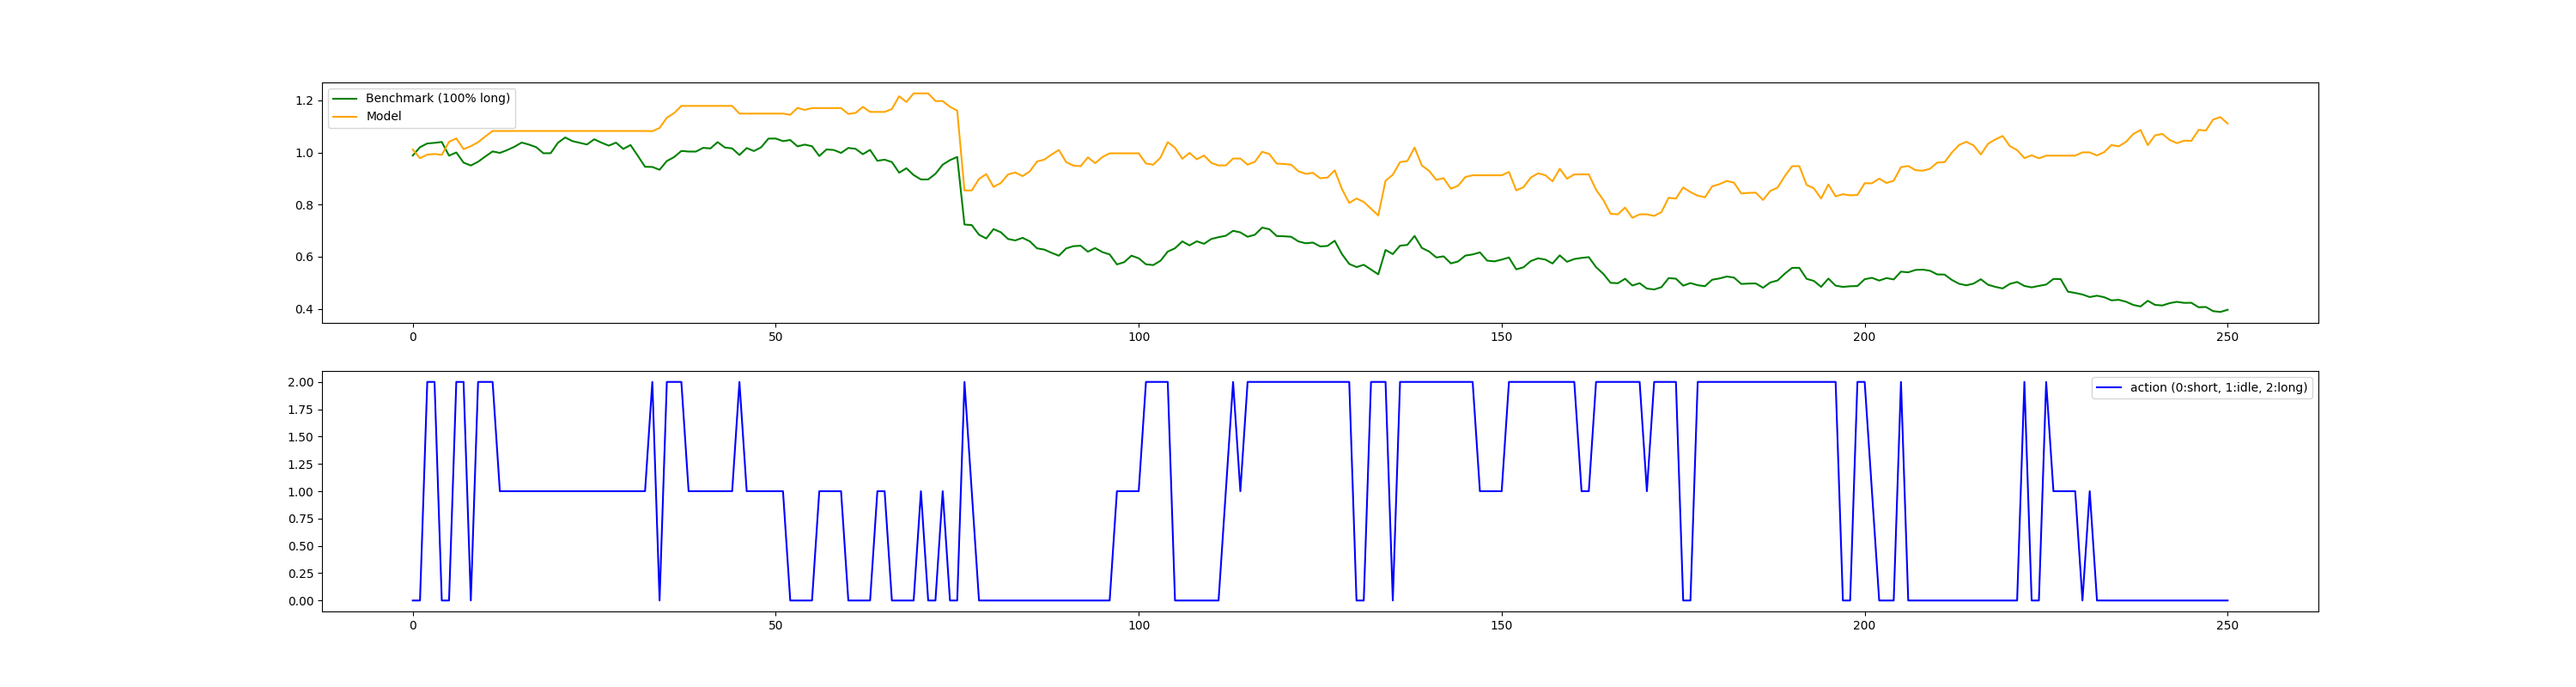 Benchmark (100% long)
Model
1.2
1.0
0.8
0.6
0.4
0 50 100 150 200 250
action (0:short, 1:idle, 2:long)
2.00
1.75
1.50
1.25
1.00
0.75
0.50
0.25
0.00
0 50 100 150 200 250